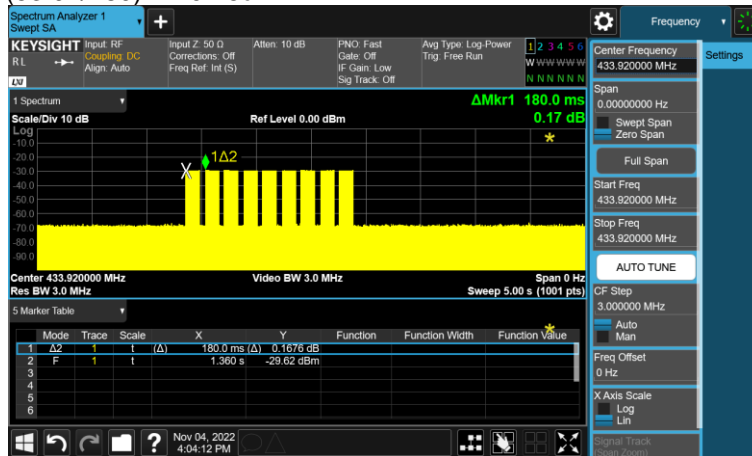 Spectrum Analyzer 1
Swept SA
+
Frequency
KEYSIGHT
RL
LXI
Input: RF
Coupling: DC
Align: Auto
Input Z: 50 Ω
Corrections: Off
Freq Ref: Int (S)
Atten: 10 dB
PNO: Fast
Gate: Off
IF Gain: Low
Sig Track: Off
Avg Type: Log-Power
Trig: Free Run
1 2 3 4 5 6
W W W W W W
N N N N N N
Center Frequency
433.920000 MHz
Settings
Span
0.00000000 Hz
Swept Span
Zero Span
Full Span
Start Freq
433.920000 MHz
Stop Freq
433.920000 MHz
AUTO TUNE
CF Step
3.000000 MHz
Auto
Man
Freq Offset
0 Hz
X Axis Scale
Log
Lin
Signal Track
(Span Zoom)
1 Spectrum
ΔMkr1 180.0 ms
0.17 dB
Scale/Div 10 dB
Ref Level 0.00 dBm
Log
-10.0
-20.0
-30.0
-40.0
-50.0
-60.0
-70.0
-80.0
-90.0
X
1Δ2
Center 433.920000 MHz
Video BW 3.0 MHz
Span 0 Hz
Res BW 3.0 MHz
Sweep 5.00 s (1001 pts)
5 Marker Table
Mode Trace Scale X Y Function Function Width Function Value
1 Δ2 1 t (Δ) 180.0 ms (Δ) 0.1676 dB
2 F 1 t 1.360 s -29.62 dBm
3
4
5
6
?
Nov 04, 2022
4:04:12 PM